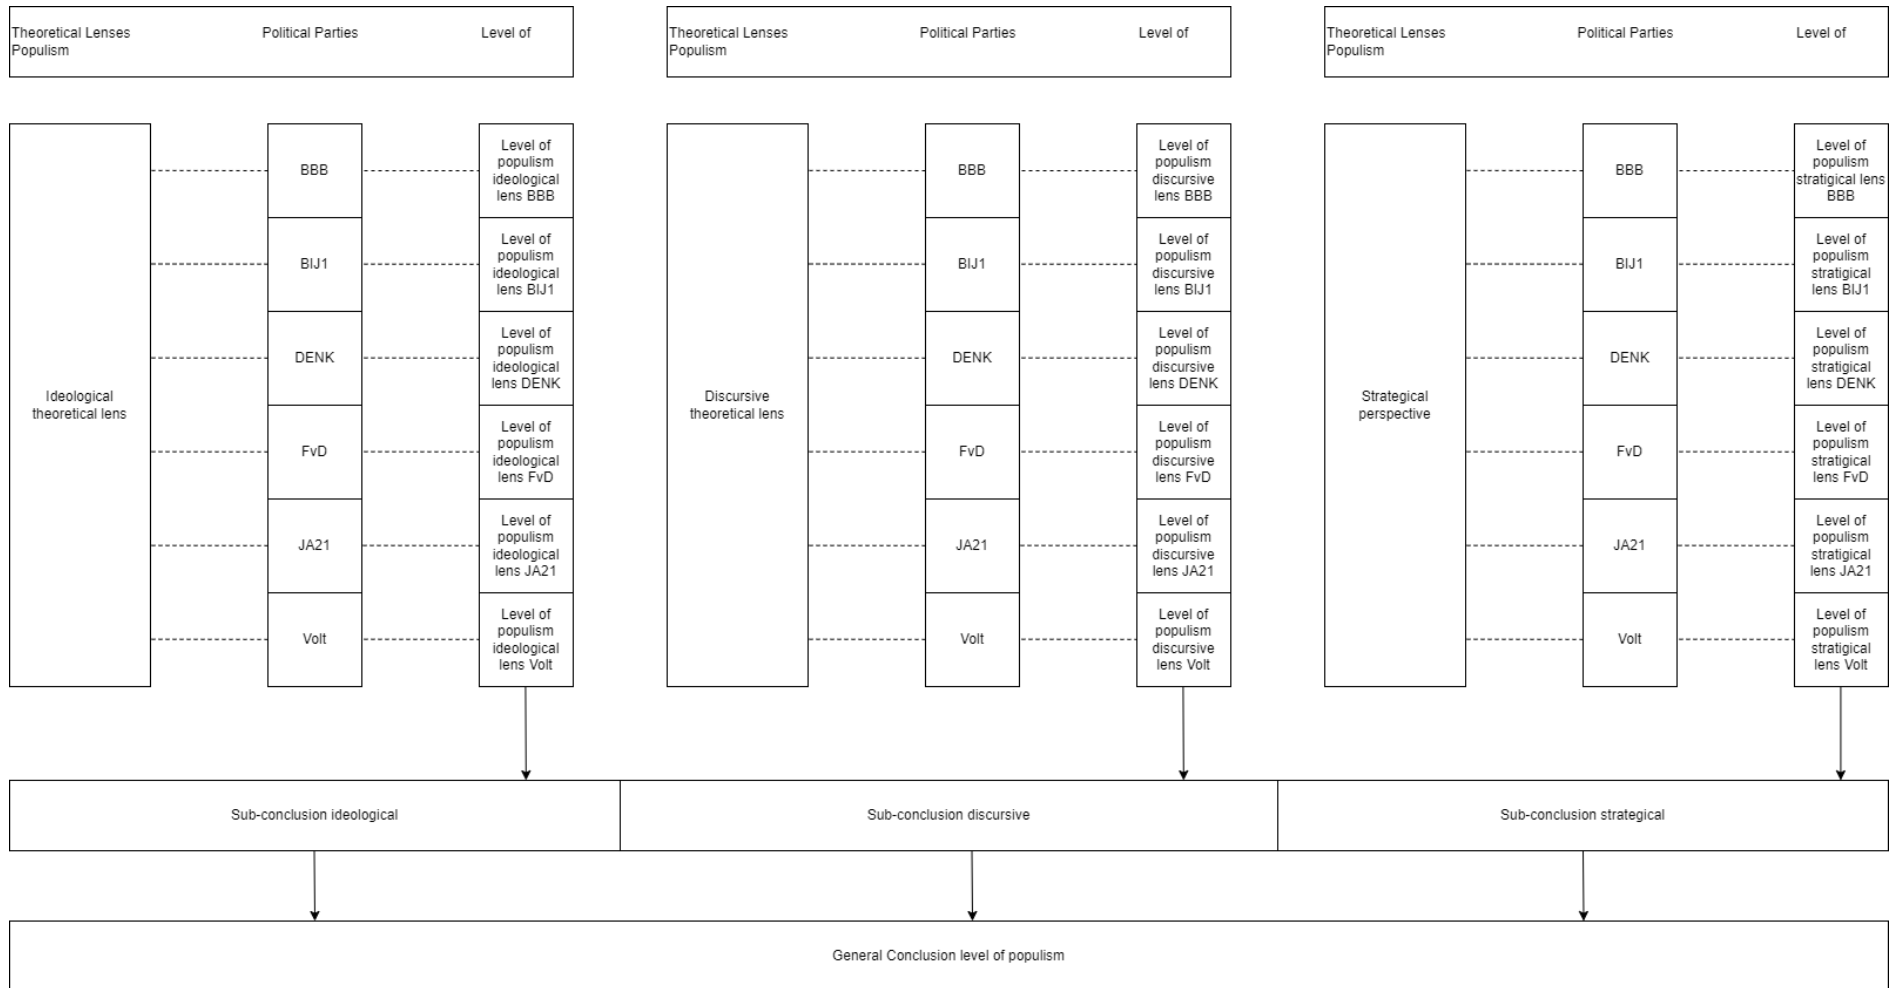 Theoretical Lenses Political Parties Level of
Populism
Theoretical Lenses Political Parties Level of
Populism
Theoretical Lenses Political Parties Level of
Populism
Ideological
theoretical lens
BBB
BIJ1
DENK
FvD
JA21
Volt
Level of
populism
ideological
lens BBB
Level of
populism
ideological
lens BIJ1
Level of
populism
ideological
lens DENK
Level of
populism
ideological
lens FvD
Level of
populism
ideological
lens JA21
Level of
populism
ideological
lens Volt
Discursive
theoretical lens
BBB
BIJ1
DENK
FvD
JA21
Volt
Level of
populism
discursive
lens BBB
Level of
populism
discursive
lens BIJ1
Level of
populism
discursive
lens DENK
Level of
populism
discursive
lens FvD
Level of
populism
discursive
lens JA21
Level of
populism
discursive
lens Volt
Strategical
perspective
BBB
BIJ1
DENK
FvD
JA21
Volt
Level of
populism
stratigical lens
BBB
Level of
populism
stratigical
lens BIJ1
Level of
populism
stratigical
lens DENK
Level of
populism
stratigical
lens FvD
Level of
populism
stratigical
lens JA21
Level of
populism
stratigical
lens Volt
Sub-conclusion ideological
Sub-conclusion discursive
Sub-conclusion strategical
General Conclusion level of populism